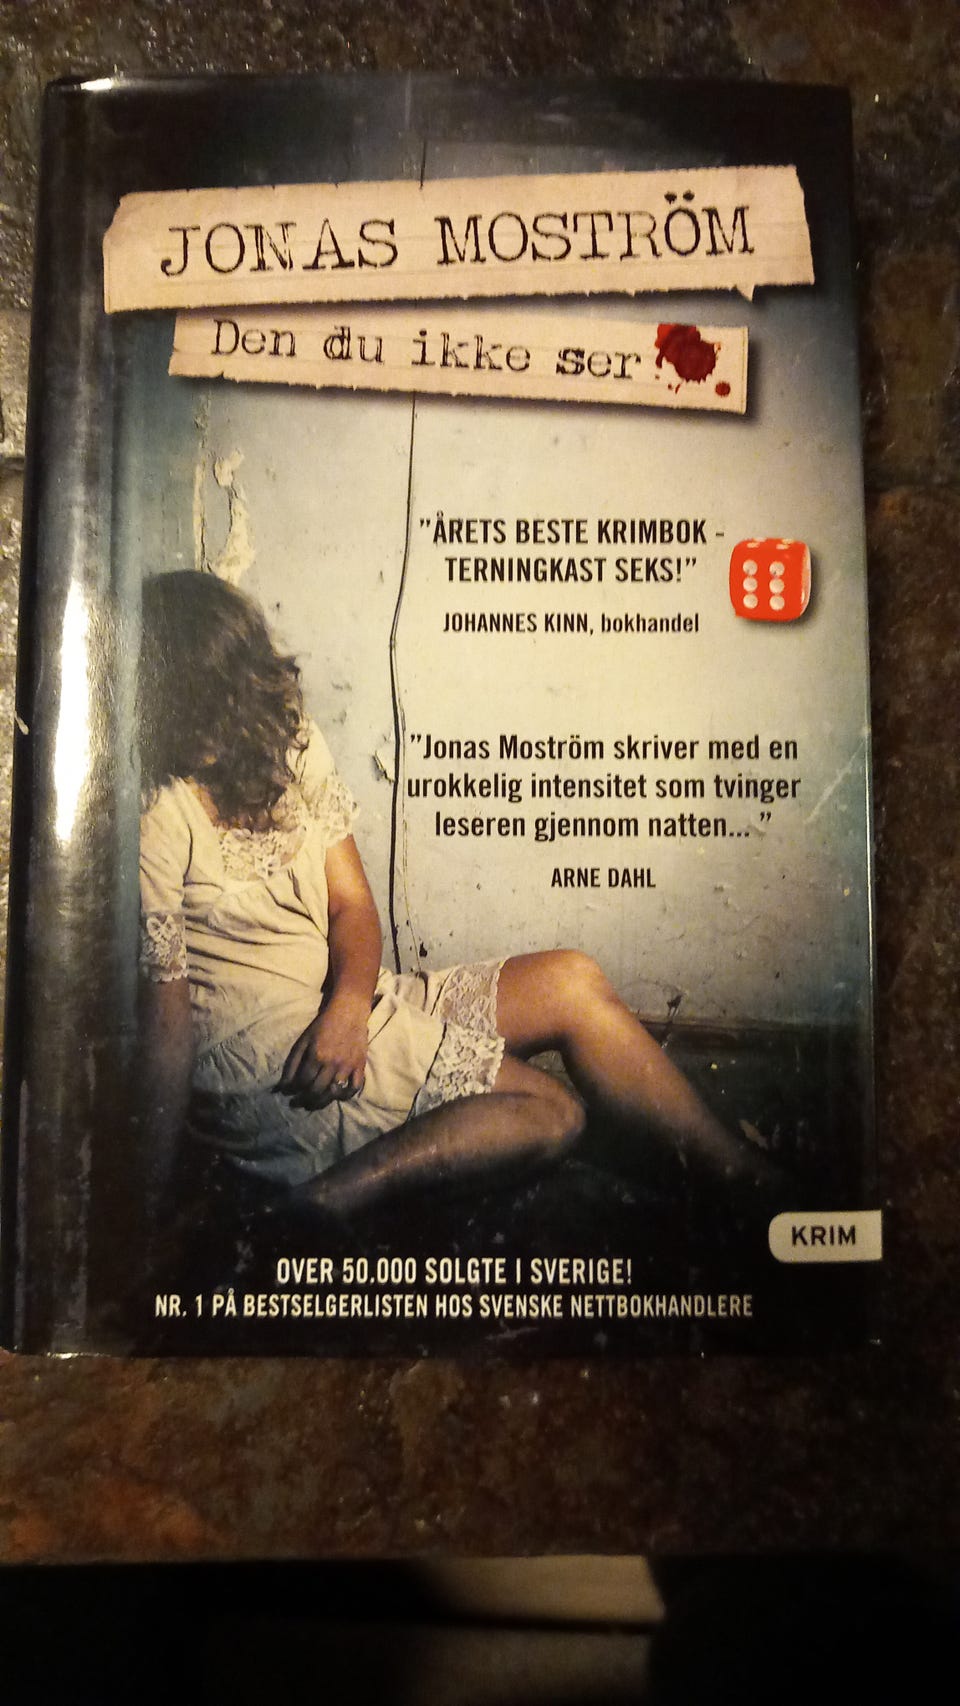 JONAS MOSTRÖM
Den du ikke ser
"ÅRETS BESTE KRIMBOK -
TERNINGKAST SEKS!"
JOHANNES KINN, bokhandel
"Jonas Moström skriver med en
urokkelig intensitet som tvinger
leseren gjennom natten... "
ARNE DAHL
KRIM
OVER 50.000 SOLGTE I SVERIGE!
NR. 1 PÅ BESTSELGERLISTEN HOS SVENSKE NETTBOKHANDLERE